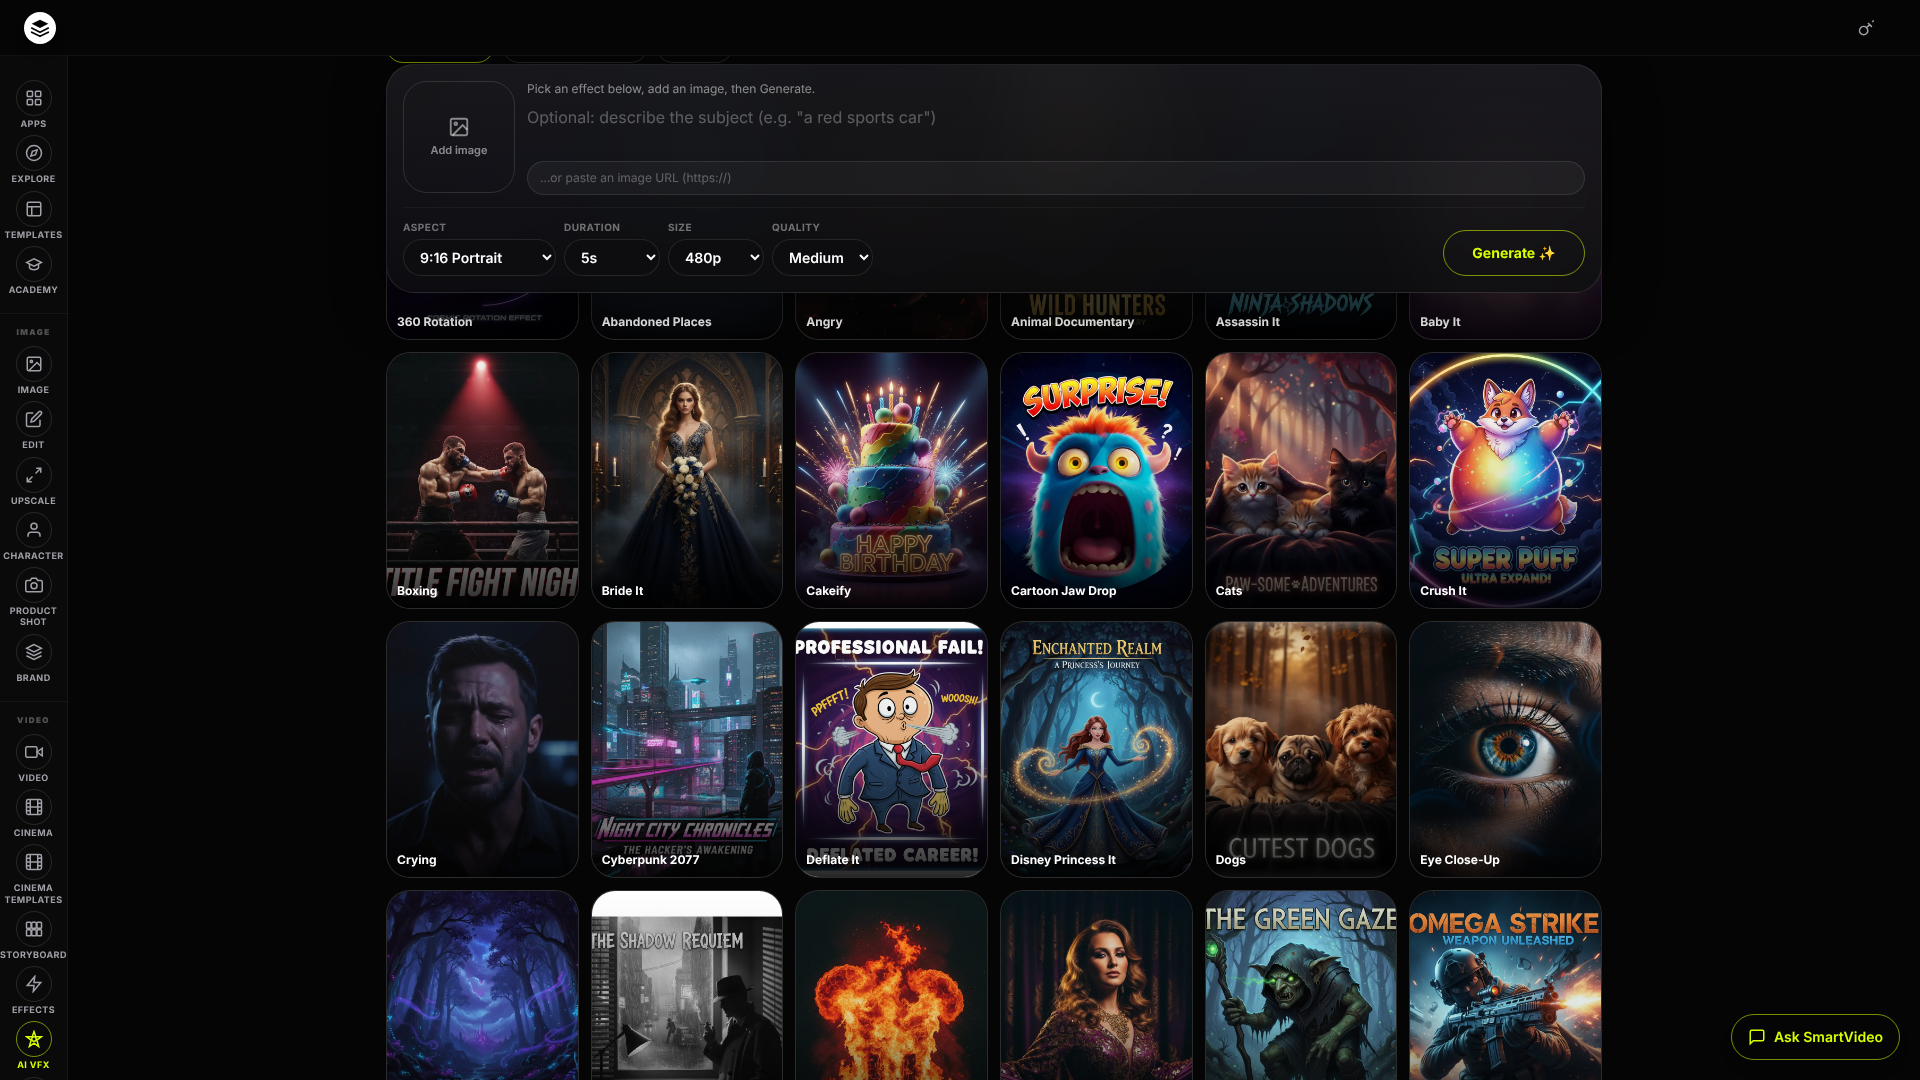 APPS
EXPLORE
TEMPLATES
ACADEMY
IMAGE
IMAGE
EDIT
UPSCALE
CHARACTER
PRODUCT
SHOT
BRAND
VIDEO
VIDEO
CINEMA
CINEMA
TEMPLATES
STORYBOARD
EFFECTS
AI VFX
Pick an effect below, add an image, then Generate.
Optional: describe the subject (e.g. "a red sports car")
Add image
...or paste an image URL (https://)
ASPECT
DURATION
SIZE
QUALITY
9:16 Portrait
5s
480p
Medium
Generate ✨
360 Rotation
Abandoned Places
WILD HUNTERS
NINJA SHADOWS
Angry
Animal Documentary
Assassin It
Baby It
TITLE FIGHT NIGH
Boxing
Bride It
HAPPY
BIRTHDAY
Cakeify
SURPRISE!
! ? !
Cartoon Jaw Drop
PAW-SOME ADVENTURES
Cats
SUPER PUFF
ULTRA EXPAND!
Crush It
Crying
NIGHT CITY CHRONICLES
THE HACKER'S AWAKENING
Cyberpunk 2077
PROFESSIONAL FAIL!
PPFFFT!
WOOOSH!
DEFLATED CAREER!
Deflate It
ENCHANTED REALM
A PRINCESS'S JOURNEY
Disney Princess It
CUTEST DOGS
Dogs
Eye Close-Up
THE SHADOW REQUIEM
THE GREEN GAZE
OMEGA STRIKE
WEAPON UNLEASHED
Ask SmartVideo